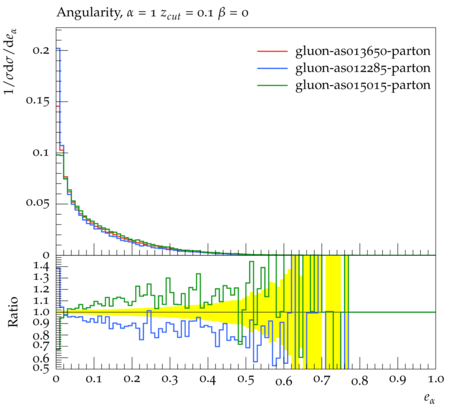 Angularity, α = 1 z_cut = 0.1 β = 0
1/σdσ/de_α
0.2
0.15
0.1
0.05
0
gluon-as013650-parton
gluon-as012285-parton
gluon-as015015-parton
Ratio
1.4
1.3
1.2
1.1
1.0
0.9
0.8
0.7
0.6
0.5
0 0.1 0.2 0.3 0.4 0.5 0.6 0.7 0.8 0.9 1.0
e_α